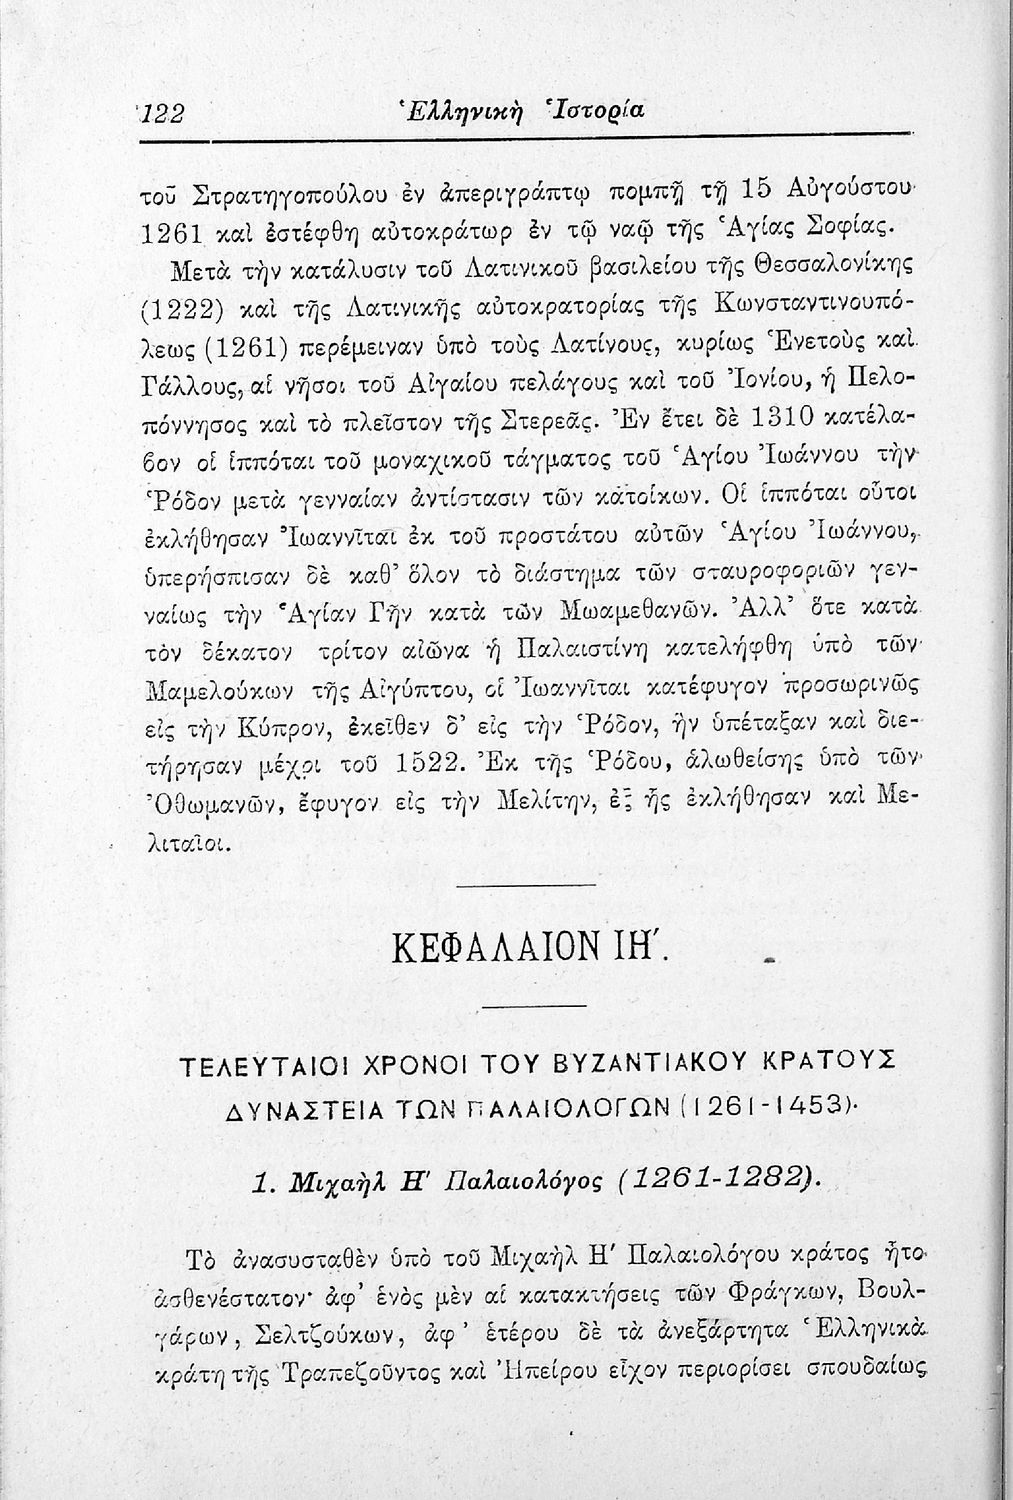 122 Ἑλληνικὴ Ἱστορία
τοῦ Στρατηγοπούλου ἐν ἀπεριγράπτῳ πομπῇ τῇ 15 Αὐγούστου
1261 καὶ ἐστέφθη αὐτοκράτωρ ἐν τῷ ναῷ τῆς Ἁγίας Σοφίας.
Μετὰ τὴν κατάλυσιν τοῦ Λατινικοῦ βασιλείου τῆς Θεσσαλονίκης
(1222) καὶ τῆς Λατινικῆς αὐτοκρατορίας τῆς Κωνσταντινουπό-
λεως (1261) περέμειναν ὑπὸ τοὺς Λατίνους, κυρίως Ἑνετοὺς καὶ
Γάλλους, αἱ νῆσοι τοῦ Αἰγαίου πελάγους καὶ τοῦ Ἰονίου, ἡ Πελο-
πόννησος καὶ τὸ πλεῖστον τῆς Στερεᾶς. Ἐν ἔτει δὲ 1310 κατέλα-
βον οἱ ἱππόται τοῦ μοναχικοῦ τάγματος τοῦ Ἁγίου Ἰωάννου τὴν
Ῥόδον μετὰ γενναίαν ἀντίστασιν τῶν κατοίκων. Οἱ ἱππόται οὗτοι
ἐκλήθησαν Ἰωαννῖται ἐκ τοῦ προστάτου αὐτῶν Ἁγίου Ἰωάννου,
ὑπερήσπισαν δὲ καθ’ ὅλον τὸ διάστημα τῶν σταυροφοριῶν γεν-
ναίως τὴν Ἁγίαν Γῆν κατὰ τῶν Μωαμεθανῶν. Ἀλλ’ ὅτε κατὰ
τὸν δέκατον τρίτον αἰῶνα ἡ Παλαιστίνη κατελήφθη ὑπὸ τῶν
Μαμελούκων τῆς Αἰγύπτου, οἱ Ἰωαννῖται κατέφυγον προσωρινῶς
εἰς τὴν Κύπρον, ἐκεῖθεν δ’ εἰς τὴν Ῥόδον, ἣν ὑπέταξαν καὶ διε-
τήρησαν μέχρι τοῦ 1522. Ἐκ τῆς Ῥόδου, ἁλωθείσης ὑπὸ τῶν
Ὀθωμανῶν, ἔφυγον εἰς τὴν Μελίτην, ἐξ ἧς ἐκλήθησαν καὶ Με-
λιταῖοι.
ΚΕΦΑΛΑΙΟΝ ΙΗ′.
ΤΕΛΕΥΤΑΙΟΙ ΧΡΟΝΟΙ ΤΟΥ ΒΥΖΑΝΤΙΑΚΟΥ ΚΡΑΤΟΥΣ
ΔΥΝΑΣΤΕΙΑ ΤΩΝ ΠΑΛΑΙΟΛΟΓΩΝ (1261-1453).
1. Μιχαὴλ Η′ Παλαιολόγος (1261-1282).
Τὸ ἀνασυσταθὲν ὑπὸ τοῦ Μιχαὴλ Η′ Παλαιολόγου κράτος ἦτο
ἀσθενέστατον· ἀφ’ ἑνὸς μὲν αἱ κατακτήσεις τῶν Φράγκων, Βουλ-
γάρων, Σελτζούκων, ἀφ’ ἑτέρου δὲ τὰ ἀνεξάρτητα Ἑλληνικὰ
κράτη τῆς Τραπεζοῦντος καὶ Ἠπείρου εἶχον περιορίσει σπουδαίως